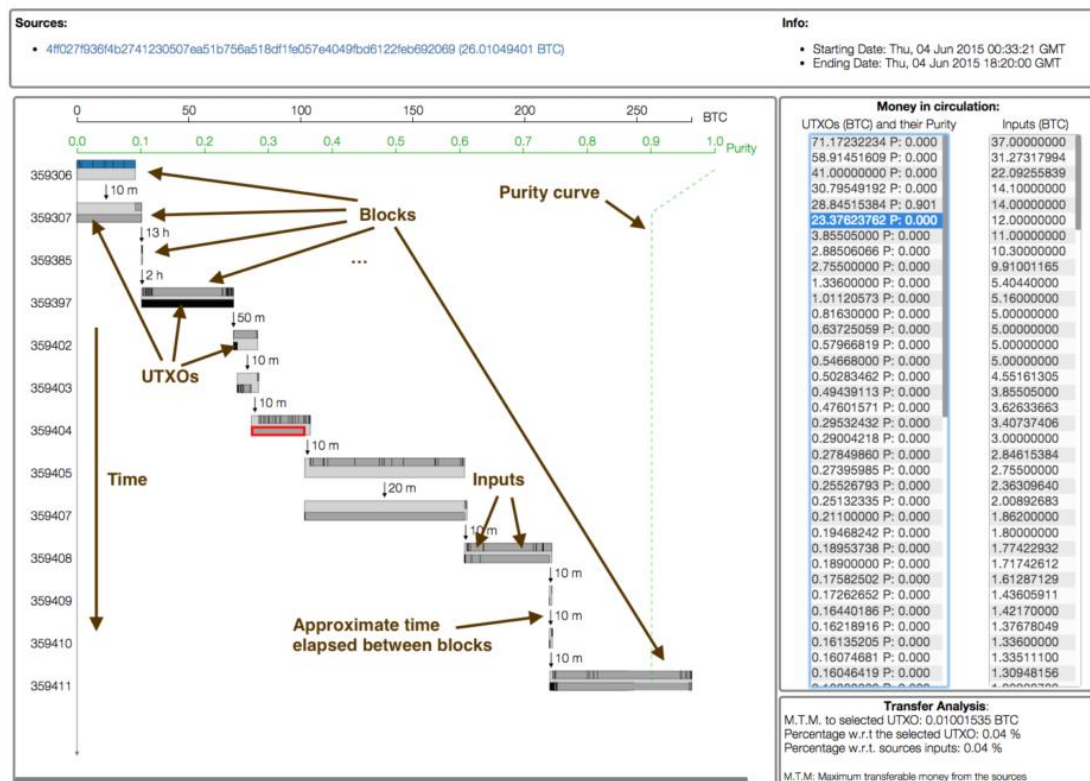 Sources:
4ff027f936f4b2741230507ea51b756a518df1fe057e4049fbd6122feb692069 (26.01049401 BTC)
Info:
Starting Date: Thu, 04 Jun 2015 00:33:21 GMT
Ending Date: Thu, 04 Jun 2015 18:20:00 GMT
0 50 100 150 200 250 BTC
0.0 0.1 0.2 0.3 0.4 0.5 0.6 0.7 0.8 0.9 1.0
Purity
359306
10 m
359307
13 h
359385
2 h
359397
50 m
359402
10 m
359403
10 m
359404
10 m
359405
20 m
359407
10 m
359408
10 m
359409
10 m
359410
10 m
359411
Blocks
...
Purity curve
UTXOs
Time
Inputs
Approximate time
elapsed between blocks
Money in circulation:
UTXOs (BTC) and their Purity
71.17232234 P: 0.000
58.91451609 P: 0.000
41.00000000 P: 0.000
30.79549192 P: 0.000
28.84515384 P: 0.901
23.37623762 P: 0.000
3.85505000 P: 0.000
2.88506066 P: 0.000
2.75500000 P: 0.000
1.33600000 P: 0.000
1.01120573 P: 0.000
0.81630000 P: 0.000
0.63725059 P: 0.000
0.57966819 P: 0.000
0.54668000 P: 0.000
0.50283462 P: 0.000
0.49439113 P: 0.000
0.47601571 P: 0.000
0.29532432 P: 0.000
0.29004218 P: 0.000
0.27849860 P: 0.000
0.27395985 P: 0.000
0.25526793 P: 0.000
0.25132335 P: 0.000
0.21100000 P: 0.000
0.19468242 P: 0.000
0.18953738 P: 0.000
0.18900000 P: 0.000
0.17582502 P: 0.000
0.17262652 P: 0.000
0.16440186 P: 0.000
0.16218916 P: 0.000
0.16135205 P: 0.000
0.16074681 P: 0.000
0.16046419 P: 0.000
Inputs (BTC)
37.00000000
31.27317994
22.09255839
14.10000000
14.00000000
12.00000000
11.00000000
10.30000000
9.91001165
5.40440000
5.16000000
5.00000000
5.00000000
5.00000000
5.00000000
4.55161305
3.85505000
3.62633663
3.40737406
3.00000000
2.84615384
2.75500000
2.36309640
2.00892683
1.86200000
1.80000000
1.77422932
1.71742612
1.61287129
1.43605911
1.42170000
1.37678049
1.33600000
1.33511100
1.30948156
Transfer Analysis:
M.T.M. to selected UTXO: 0.01001535 BTC
Percentage w.r.t the selected UTXO: 0.04 %
Percentage w.r.t. sources inputs: 0.04 %
M.T.M: Maximum transferable money from the sources